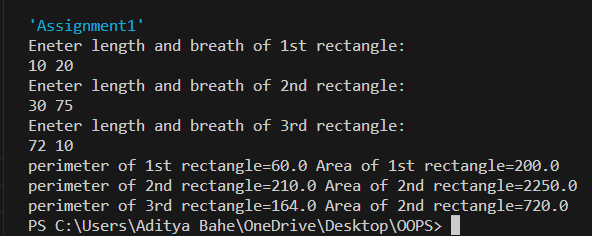 'Assignment1'
Eneter length and breath of 1st rectangle:
10 20
Eneter length and breath of 2nd rectangle:
30 75
Eneter length and breath of 3rd rectangle:
72 10
perimeter of 1st rectangle=60.0 Area of 1st rectangle=200.0
perimeter of 2nd rectangle=210.0 Area of 2nd rectangle=2250.0
perimeter of 3rd rectangle=164.0 Area of 2nd rectangle=720.0
PS C:\Users\Aditya Bahe\OneDrive\Desktop\OOPS>